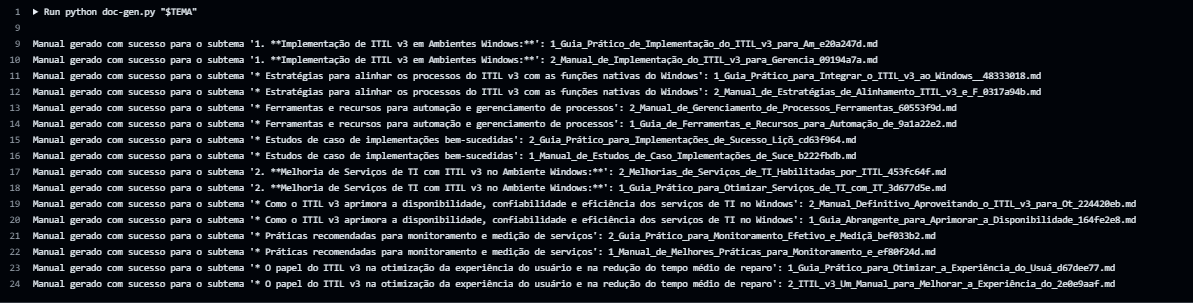 1 ▶ Run python doc-gen.py "$TEMA"
9
9 Manual gerado com sucesso para o subtema '1. **Implementação de ITIL v3 em Ambientes Windows:**': 1_Guia_Prático_de_Implementação_do_ITIL_v3_para_Am_e20a247d.md
10 Manual gerado com sucesso para o subtema '1. **Implementação de ITIL v3 em Ambientes Windows:**': 2_Manual_de_Implementação_do_ITIL_v3_para_Gerencia_09194a7a.md
11 Manual gerado com sucesso para o subtema '* Estratégias para alinhar os processos do ITIL v3 com as funções nativas do Windows': 1_Guia_Prático_para_Integrar_o_ITIL_v3_ao_Windows__48333018.md
12 Manual gerado com sucesso para o subtema '* Estratégias para alinhar os processos do ITIL v3 com as funções nativas do Windows': 2_Manual_de_Estratégias_de_Alinhamento_ITIL_v3_e_F_0317a94b.md
13 Manual gerado com sucesso para o subtema '* Ferramentas e recursos para automação e gerenciamento de processos': 2_Manual_de_Gerenciamento_de_Processos_Ferramentas_60553f9d.md
14 Manual gerado com sucesso para o subtema '* Ferramentas e recursos para automação e gerenciamento de processos': 1_Guia_de_Ferramentas_e_Recursos_para_Automação_de_9a1a22e2.md
15 Manual gerado com sucesso para o subtema '* Estudos de caso de implementações bem-sucedidas': 2_Guia_Prático_para_Implementações_de_Sucesso_Liçõ_cd63f964.md
16 Manual gerado com sucesso para o subtema '* Estudos de caso de implementações bem-sucedidas': 1_Manual_de_Estudos_de_Caso_Implementações_de_Suce_b222fbdb.md
17 Manual gerado com sucesso para o subtema '2. **Melhoria de Serviços de TI com ITIL v3 no Ambiente Windows:**': 2_Melhorias_de_Serviços_de_TI_Habilitadas_por_ITIL_453fc64f.md
18 Manual gerado com sucesso para o subtema '2. **Melhoria de Serviços de TI com ITIL v3 no Ambiente Windows:**': 1_Guia_Prático_para_Otimizar_Serviços_de_TI_com_IT_3d677d5e.md
19 Manual gerado com sucesso para o subtema '* Como o ITIL v3 aprimora a disponibilidade, confiabilidade e eficiência dos serviços de TI no Windows': 2_Manual_Definitivo_Aproveitando_o_ITIL_v3_para_Ot_224420eb.md
20 Manual gerado com sucesso para o subtema '* Como o ITIL v3 aprimora a disponibilidade, confiabilidade e eficiência dos serviços de TI no Windows': 1_Guia_Abrangente_para_Aprimorar_a_Disponibilidade_164fe2e8.md
21 Manual gerado com sucesso para o subtema '* Práticas recomendadas para monitoramento e medição de serviços': 2_Guia_Prático_para_Monitoramento_Efetivo_e_Mediçã_bef033b2.md
22 Manual gerado com sucesso para o subtema '* Práticas recomendadas para monitoramento e medição de serviços': 1_Manual_de_Melhores_Práticas_para_Monitoramento_e_ef80f24d.md
23 Manual gerado com sucesso para o subtema '* O papel do ITIL v3 na otimização da experiência do usuário e na redução do tempo médio de reparo': 1_Guia_Prático_para_Otimizar_a_Experiência_do_Usuá_d67dee77.md
24 Manual gerado com sucesso para o subtema '* O papel do ITIL v3 na otimização da experiência do usuário e na redução do tempo médio de reparo': 2_ITIL_v3_Um_Manual_para_Melhorar_a_Experiência_do_2e0e9aaf.md